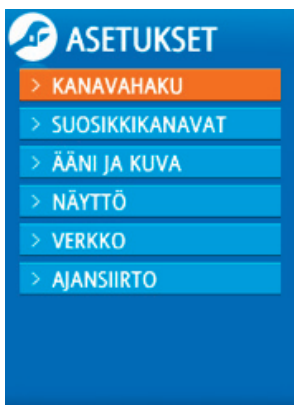 ASETUKSET
> KANAVAHAKU
> SUOSIKKIKANAVAT
> ÄÄNI JA KUVA
> NÄYTTÖ
> VERKKO
> AJANSIIRTO